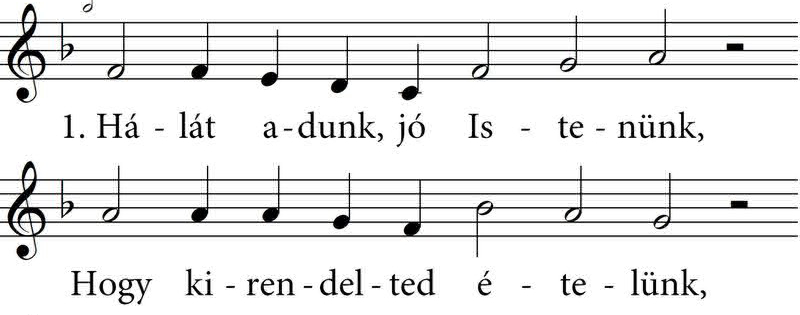 1. Há - lát a - dunk, jó Is - te - nünk,
Hogy ki - ren - del - ted é - te - lünk,